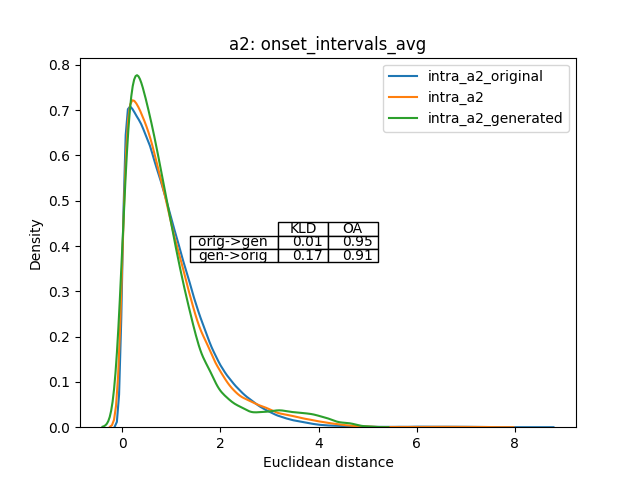 a2: onset_intervals_avg
intra_a2_original
intra_a2
intra_a2_generated
KLD OA
orig->gen 0.01 0.95
gen->orig 0.17 0.91
Density
0.8
0.7
0.6
0.5
0.4
0.3
0.2
0.1
0.0
0 2 4 6 8
Euclidean distance